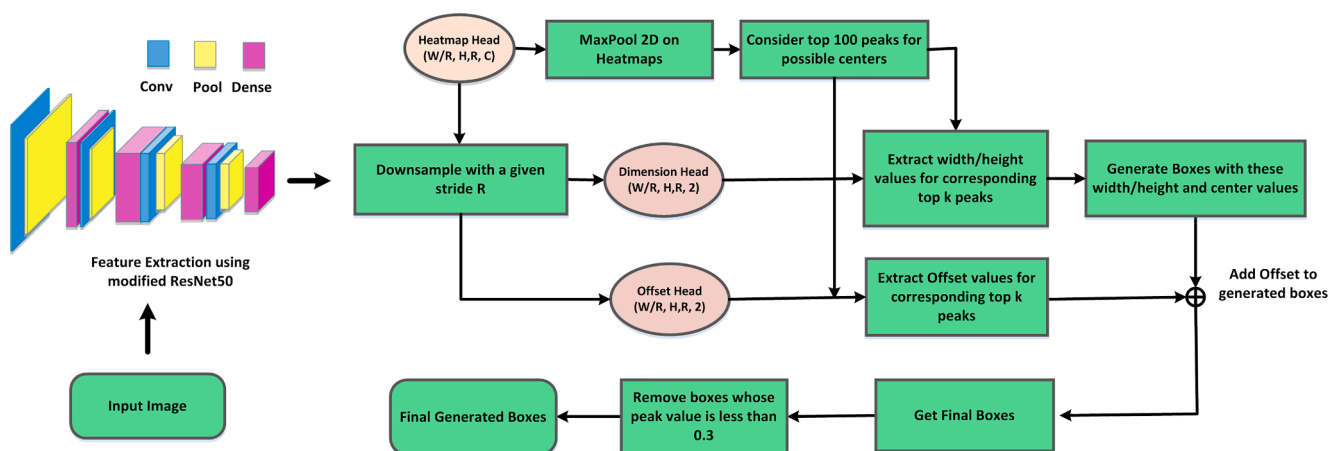 Conv Pool Dense
Feature Extraction using
modified ResNet50
Input Image
Heatmap Head
(W/R, H,R, C)
MaxPool 2D on
Heatmaps
Consider top 100 peaks for
possible centers
Downsample with a given
stride R
Dimension Head
(W/R, H,R, 2)
Extract width/height
values for corresponding
top k peaks
Generate Boxes with these
width/height and center values
Offset Head
(W/R, H,R, 2)
Extract Offset values for
corresponding top k
peaks
Add Offset to
generated boxes
Final Generated Boxes
Remove boxes whose
peak value is less than
0.3
Get Final Boxes